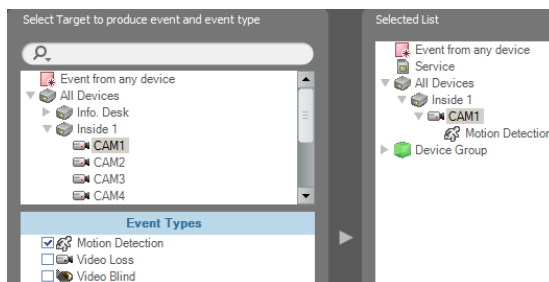 Select Target to produce event and event type
Event from any device
All Devices
Info. Desk
Inside 1
CAM1
CAM2
CAM3
CAM4
Event Types
Motion Detection
Video Loss
Video Blind
Selected List
Event from any device
Service
All Devices
Inside 1
CAM1
Motion Detection
Device Group